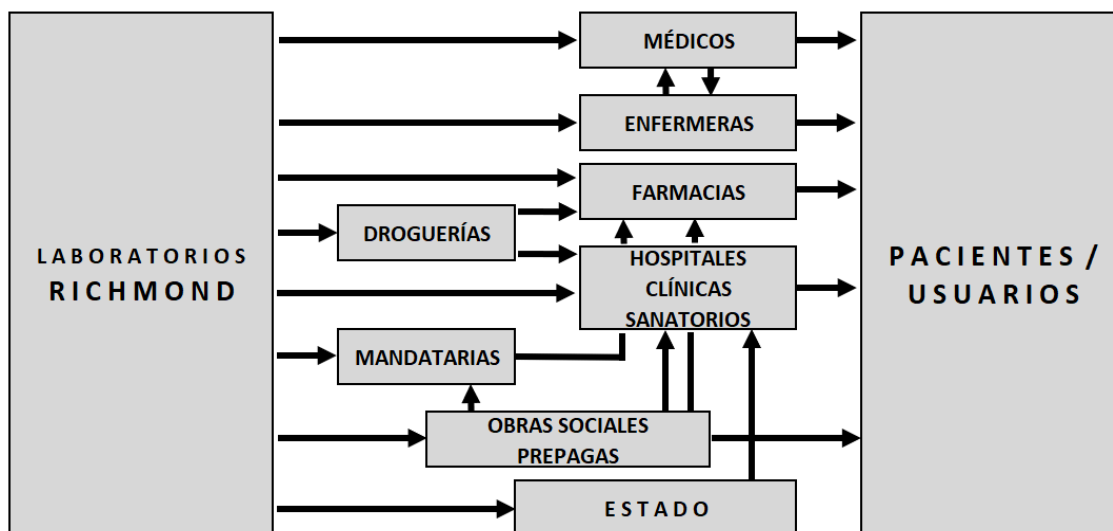 LABORATORIOS
RICHMOND
MÉDICOS
ENFERMERAS
FARMACIAS
DROGUERÍAS
HOSPITALES
CLÍNICAS
SANATORIOS
MANDATARIAS
OBRAS SOCIALES
PREPAGAS
ESTADO
PACIENTES /
USUARIOS